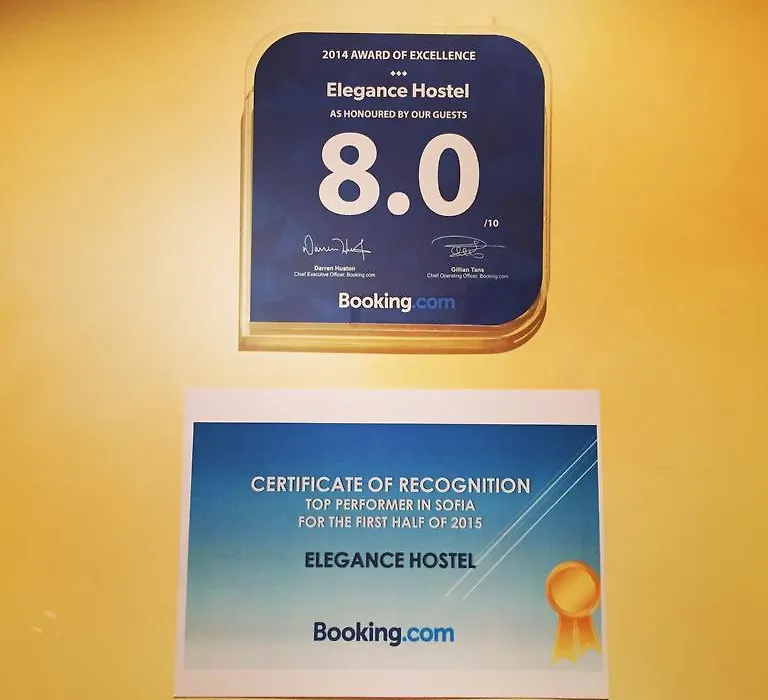 2014 AWARD OF EXCELLENCE
Elegance Hostel
AS HONOURED BY OUR GUESTS
8.0
/10
Darren Huston
Gillian Tans
Chief Executive Officer, Booking.com
Chief Operating Officer, Booking.com
Booking.com
CERTIFICATE OF RECOGNITION
TOP PERFORMER IN SOFIA
FOR THE FIRST HALF OF 2015
ELEGANCE HOSTEL
Booking.com